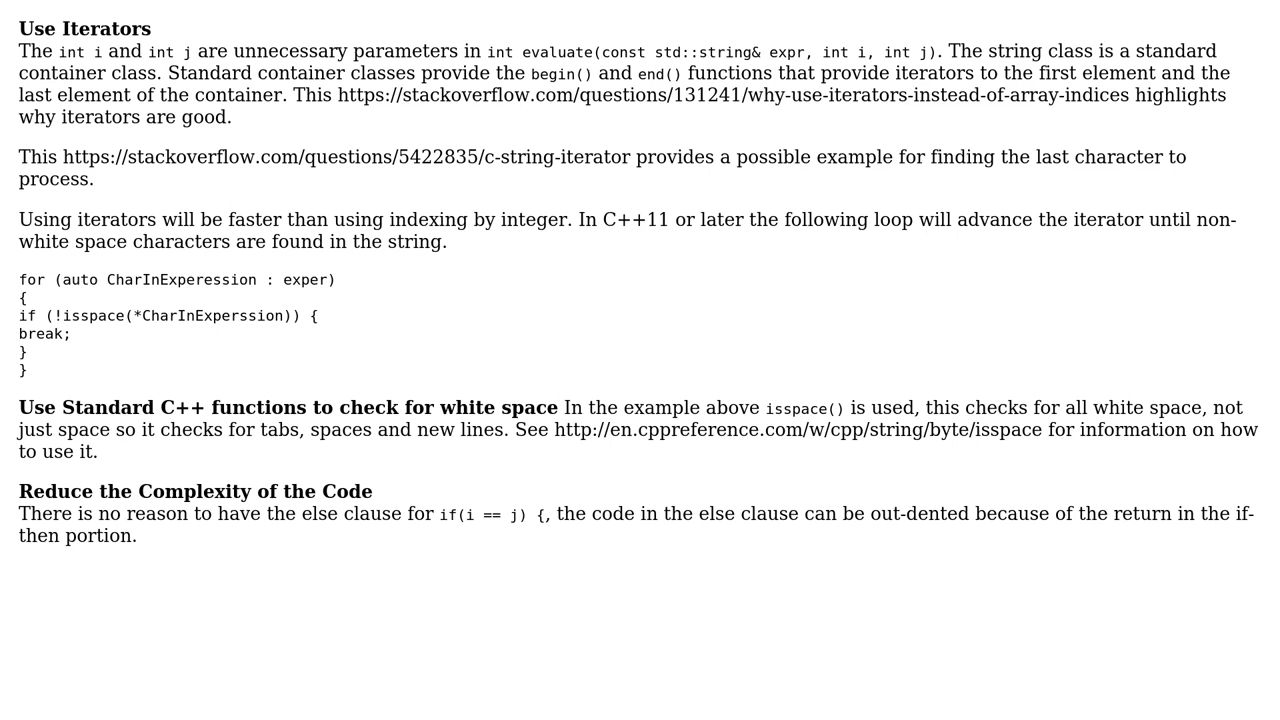 Use Iterators
The int i and int j are unnecessary parameters in int evaluate(const std::string& expr, int i, int j). The string class is a standard
container class. Standard container classes provide the begin() and end() functions that provide iterators to the first element and the
last element of the container. This https://stackoverflow.com/questions/131241/why-use-iterators-instead-of-array-indices highlights
why iterators are good.
This https://stackoverflow.com/questions/5422835/c-string-iterator provides a possible example for finding the last character to
process.
Using iterators will be faster than using indexing by integer. In C++11 or later the following loop will advance the iterator until non-
white space characters are found in the string.
for (auto CharInExperession : exper)
{
if (!isspace(*CharInExperssion)) {
break;
}
}
Use Standard C++ functions to check for white space In the example above isspace() is used, this checks for all white space, not
just space so it checks for tabs, spaces and new lines. See http://en.cppreference.com/w/cpp/string/byte/isspace for information on how
to use it.
Reduce the Complexity of the Code
There is no reason to have the else clause for if(i == j) {, the code in the else clause can be out-dented because of the return in the if-
then portion.